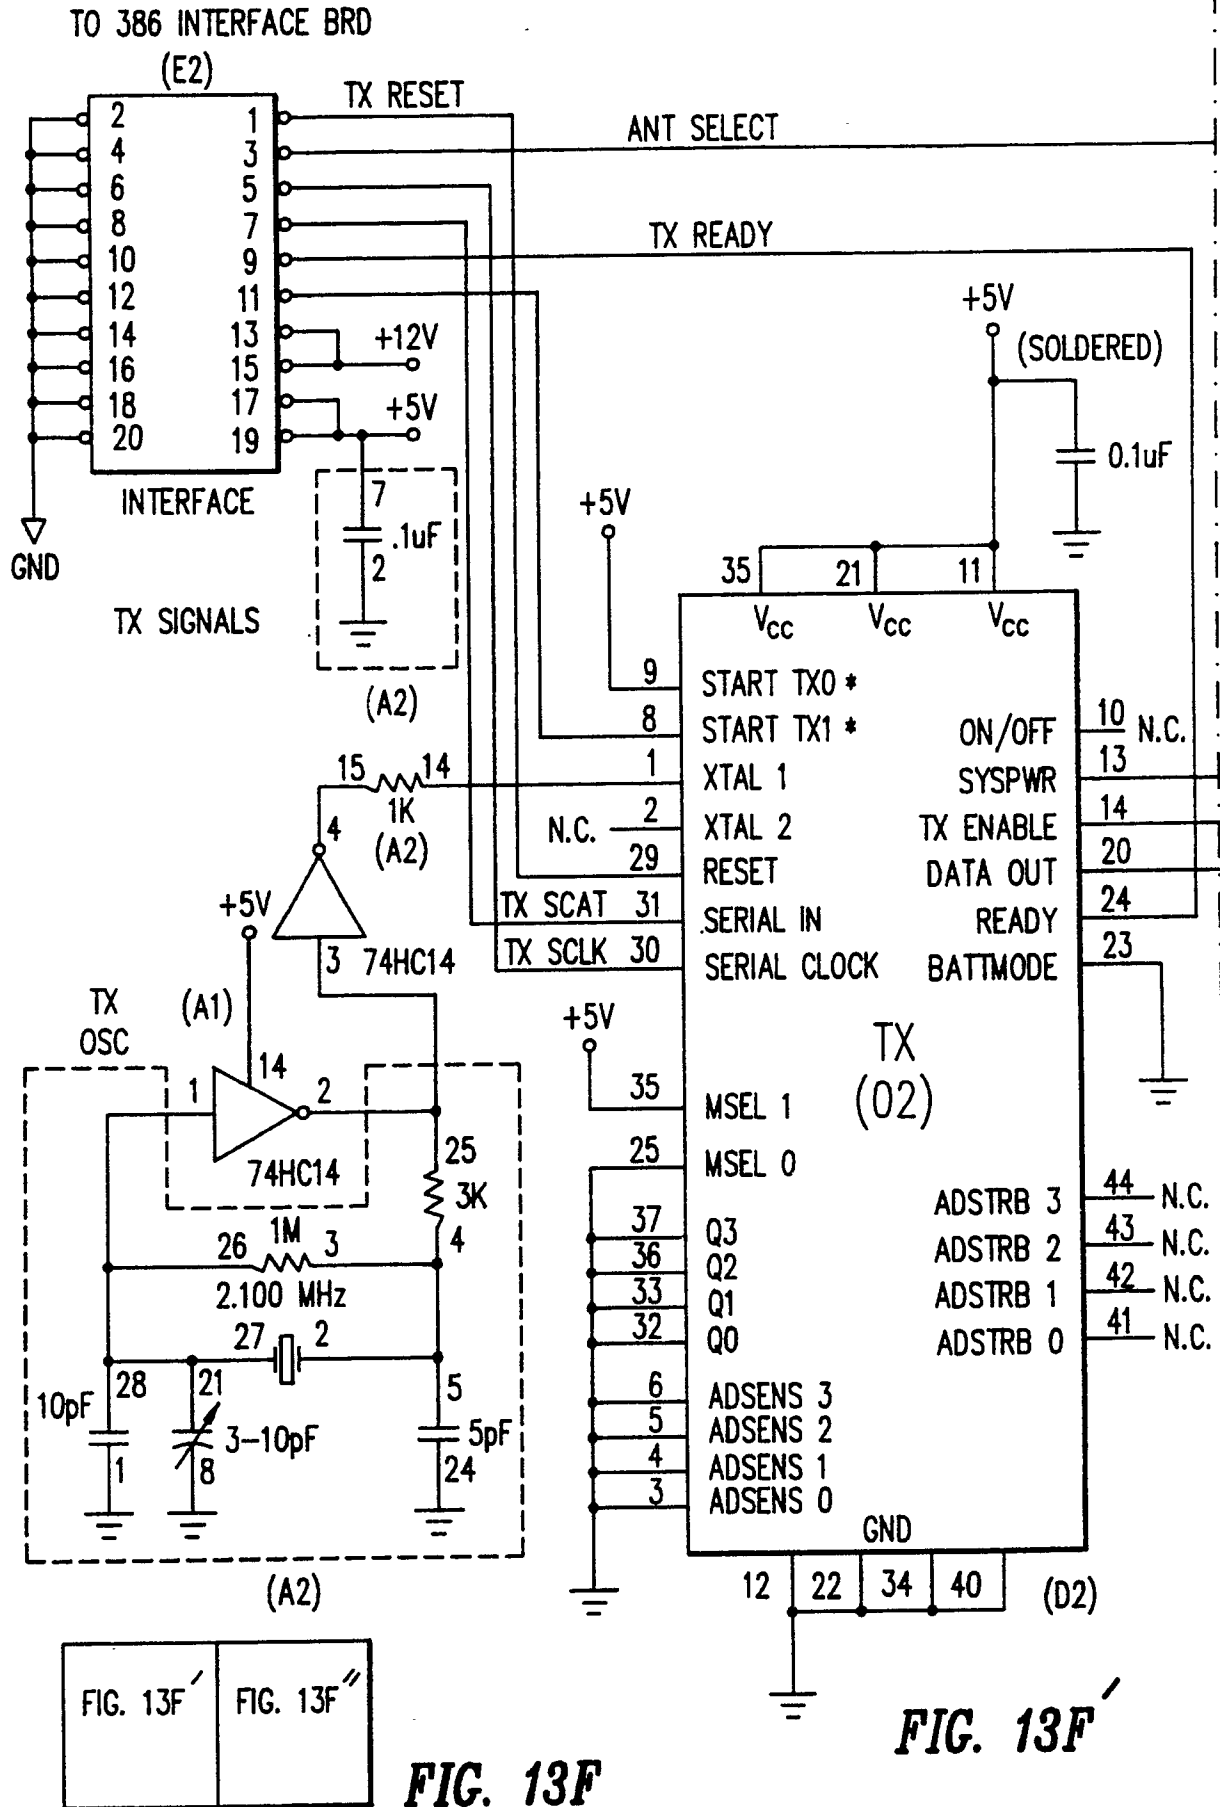 TO 386 INTERFACE BRD
(E2)
TX RESET
2 1
ANT SELECT
4 3
6 5
8 7
TX READY
10 9
12 11
14 13
+12V
16 15
18 17
+5V
20 19
INTERFACE
GND
7
.1uF
2
TX SIGNALS
(A2)
+5V
(SOLDERED)
0.1uF
+5V
35 21 11
VCC VCC VCC
9 START TX0 *
8 START TX1 *
1 XTAL 1
N.C. 2 XTAL 2
29 RESET
TX SCAT 31 SERIAL IN
TX SCLK 30 SERIAL CLOCK
ON/OFF 10 N.C.
SYSPWR 13
TX ENABLE 14
DATA OUT 20
READY 24
BATTMODE 23
TX
(02)
15 14
1K
(A2)
4
+5V
3 74HC14
TX
OSC
(A1)
14
1 2
74HC14
25
3K
4
1M
26 3
2.100 MHz
27 2
28 21 5
10pF
3-10pF
5pF
1 8 24
(A2)
+5V
35 MSEL 1
25 MSEL 0
37 Q3
36 Q2
33 Q1
32 Q0
6 ADSENS 3
5 ADSENS 2
4 ADSENS 1
3 ADSENS 0
ADSTRB 3 44 N.C.
ADSTRB 2 43 N.C.
ADSTRB 1 42 N.C.
ADSTRB 0 41 N.C.
GND
12 22 34 40
(D2)
FIG. 13F′ FIG. 13F″
FIG. 13F′
FIG. 13F